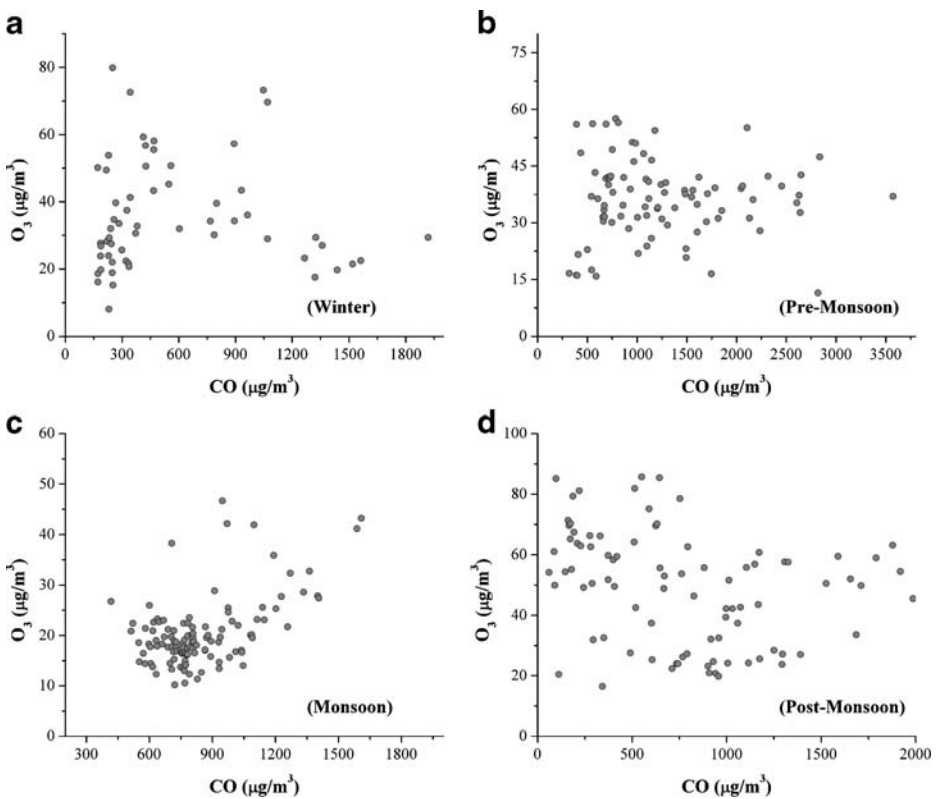 a
80
60
40
20
0
O3 (μg/m3)
(Winter)
0 300 600 900 1200 1500 1800
CO (μg/m3)
b
75
60
45
30
15
0
O3 (μg/m3)
(Pre-Monsoon)
0 500 1000 1500 2000 2500 3000 3500
CO (μg/m3)
c
60
50
40
30
20
10
0
O3 (μg/m3)
(Monsoon)
300 600 900 1200 1500 1800
CO (μg/m3)
d
100
80
60
40
20
0
O3 (μg/m3)
(Post-Monsoon)
0 500 1000 1500 2000
CO (μg/m3)